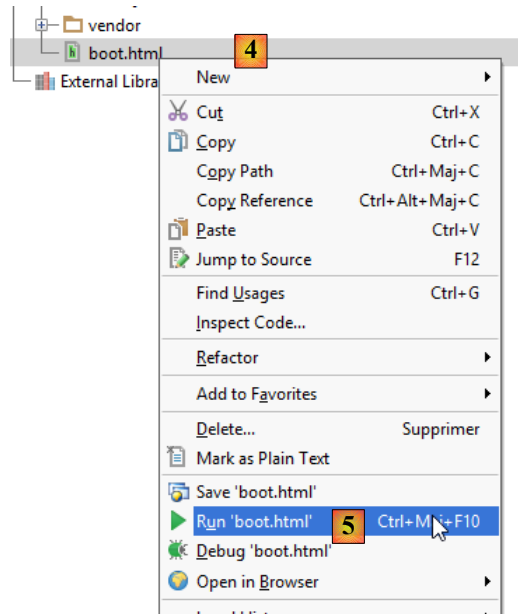 vendor
boot.html 4
External Libra
New
Cut Ctrl+X
Copy Ctrl+C
Copy Path Ctrl+Maj+C
Copy Reference Ctrl+Alt+Maj+C
Paste Ctrl+V
Jump to Source F12
Find Usages Ctrl+G
Inspect Code...
Refactor
Add to Favorites
Delete... Supprimer
Mark as Plain Text
Save 'boot.html'
Run 'boot.html' 5 Ctrl+Maj+F10
Debug 'boot.html'
Open in Browser